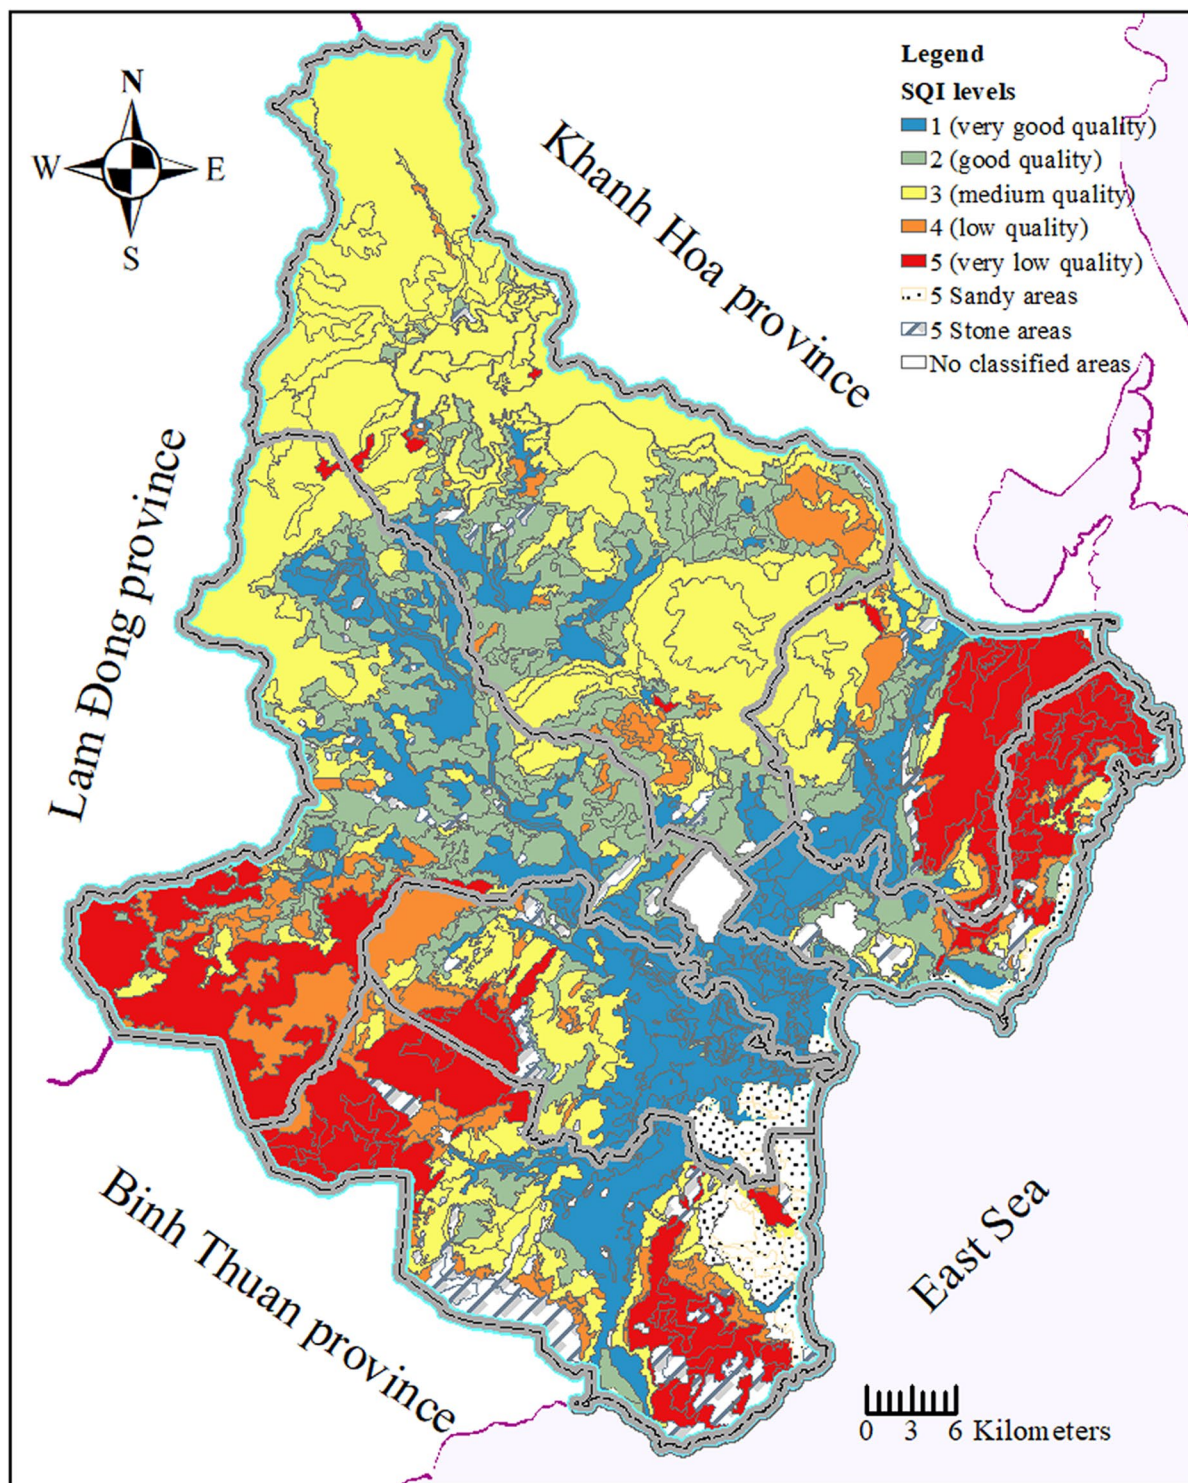 N
W E
S
Khanh Hoa province
Lam Đong province
Binh Thuan province
East Sea
Legend
SQI levels
1 (very good quality)
2 (good quality)
3 (medium quality)
4 (low quality)
5 (very low quality)
5 Sandy areas
5 Stone areas
No classified areas
0 3 6 Kilometers